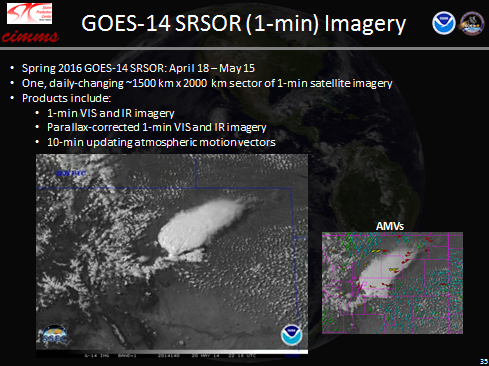 GOES-14 SRSOR (1-min) Imagery
cimms
• Spring 2016 GOES-14 SRSOR: April 18 – May 15
• One, daily-changing ~1500 km x 2000 km sector of 1-min satellite imagery
• Products include:
• 1-min VIS and IR imagery
• Parallax-corrected 1-min VIS and IR imagery
• 10-min updating atmospheric motion vectors
AMVs
35